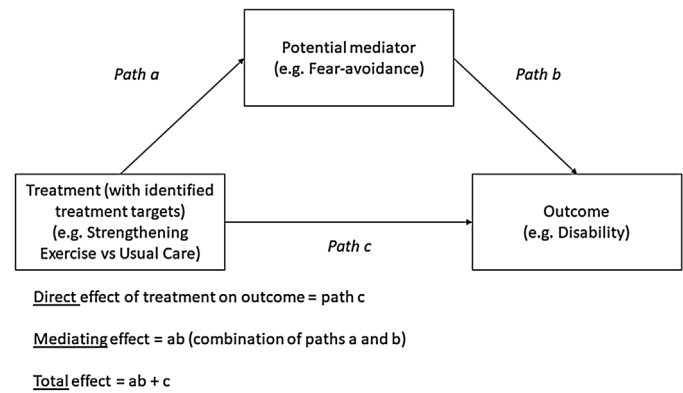 Potential mediator
(e.g. Fear-avoidance)
Path a
Path b
Treatment (with identified
treatment targets)
(e.g. Strengthening
Exercise vs Usual Care)
Outcome
(e.g. Disability)
Path c
Direct effect of treatment on outcome = path c
Mediating effect = ab (combination of paths a and b)
Total effect = ab + c